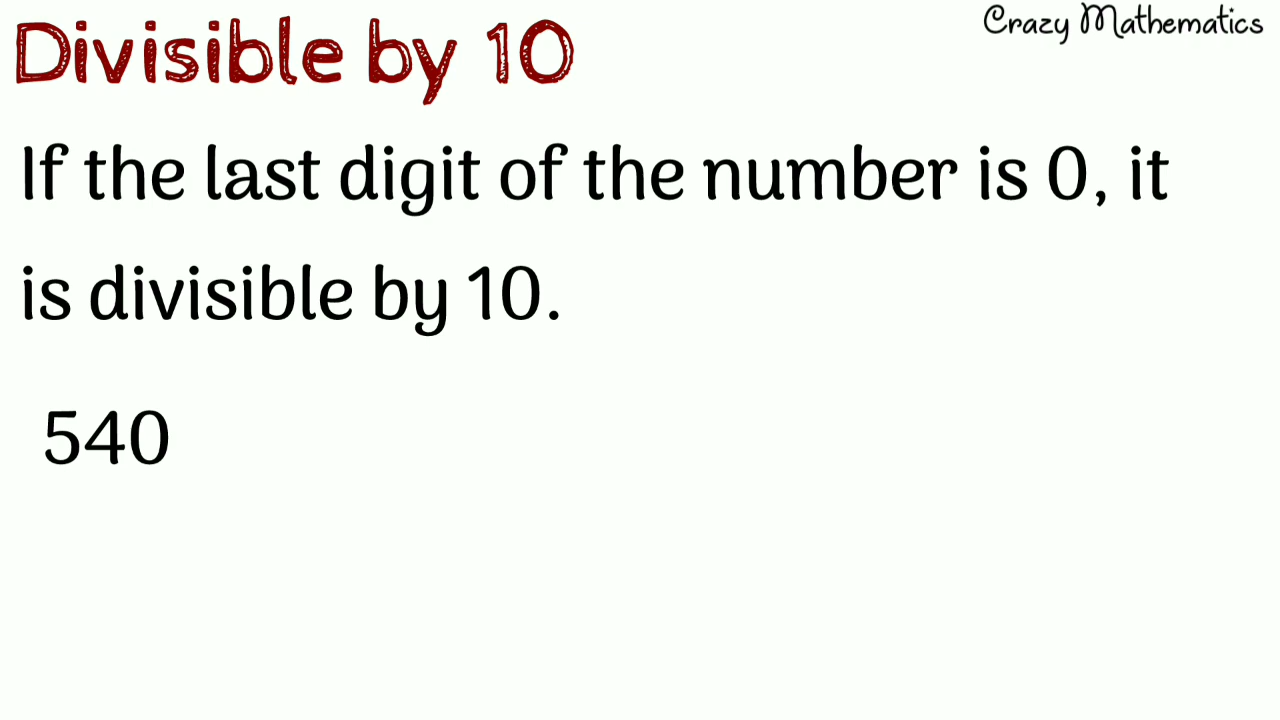 Divisible by 10
Crazy Mathematics
If the last digit of the number is 0, it
is divisible by 10.
540